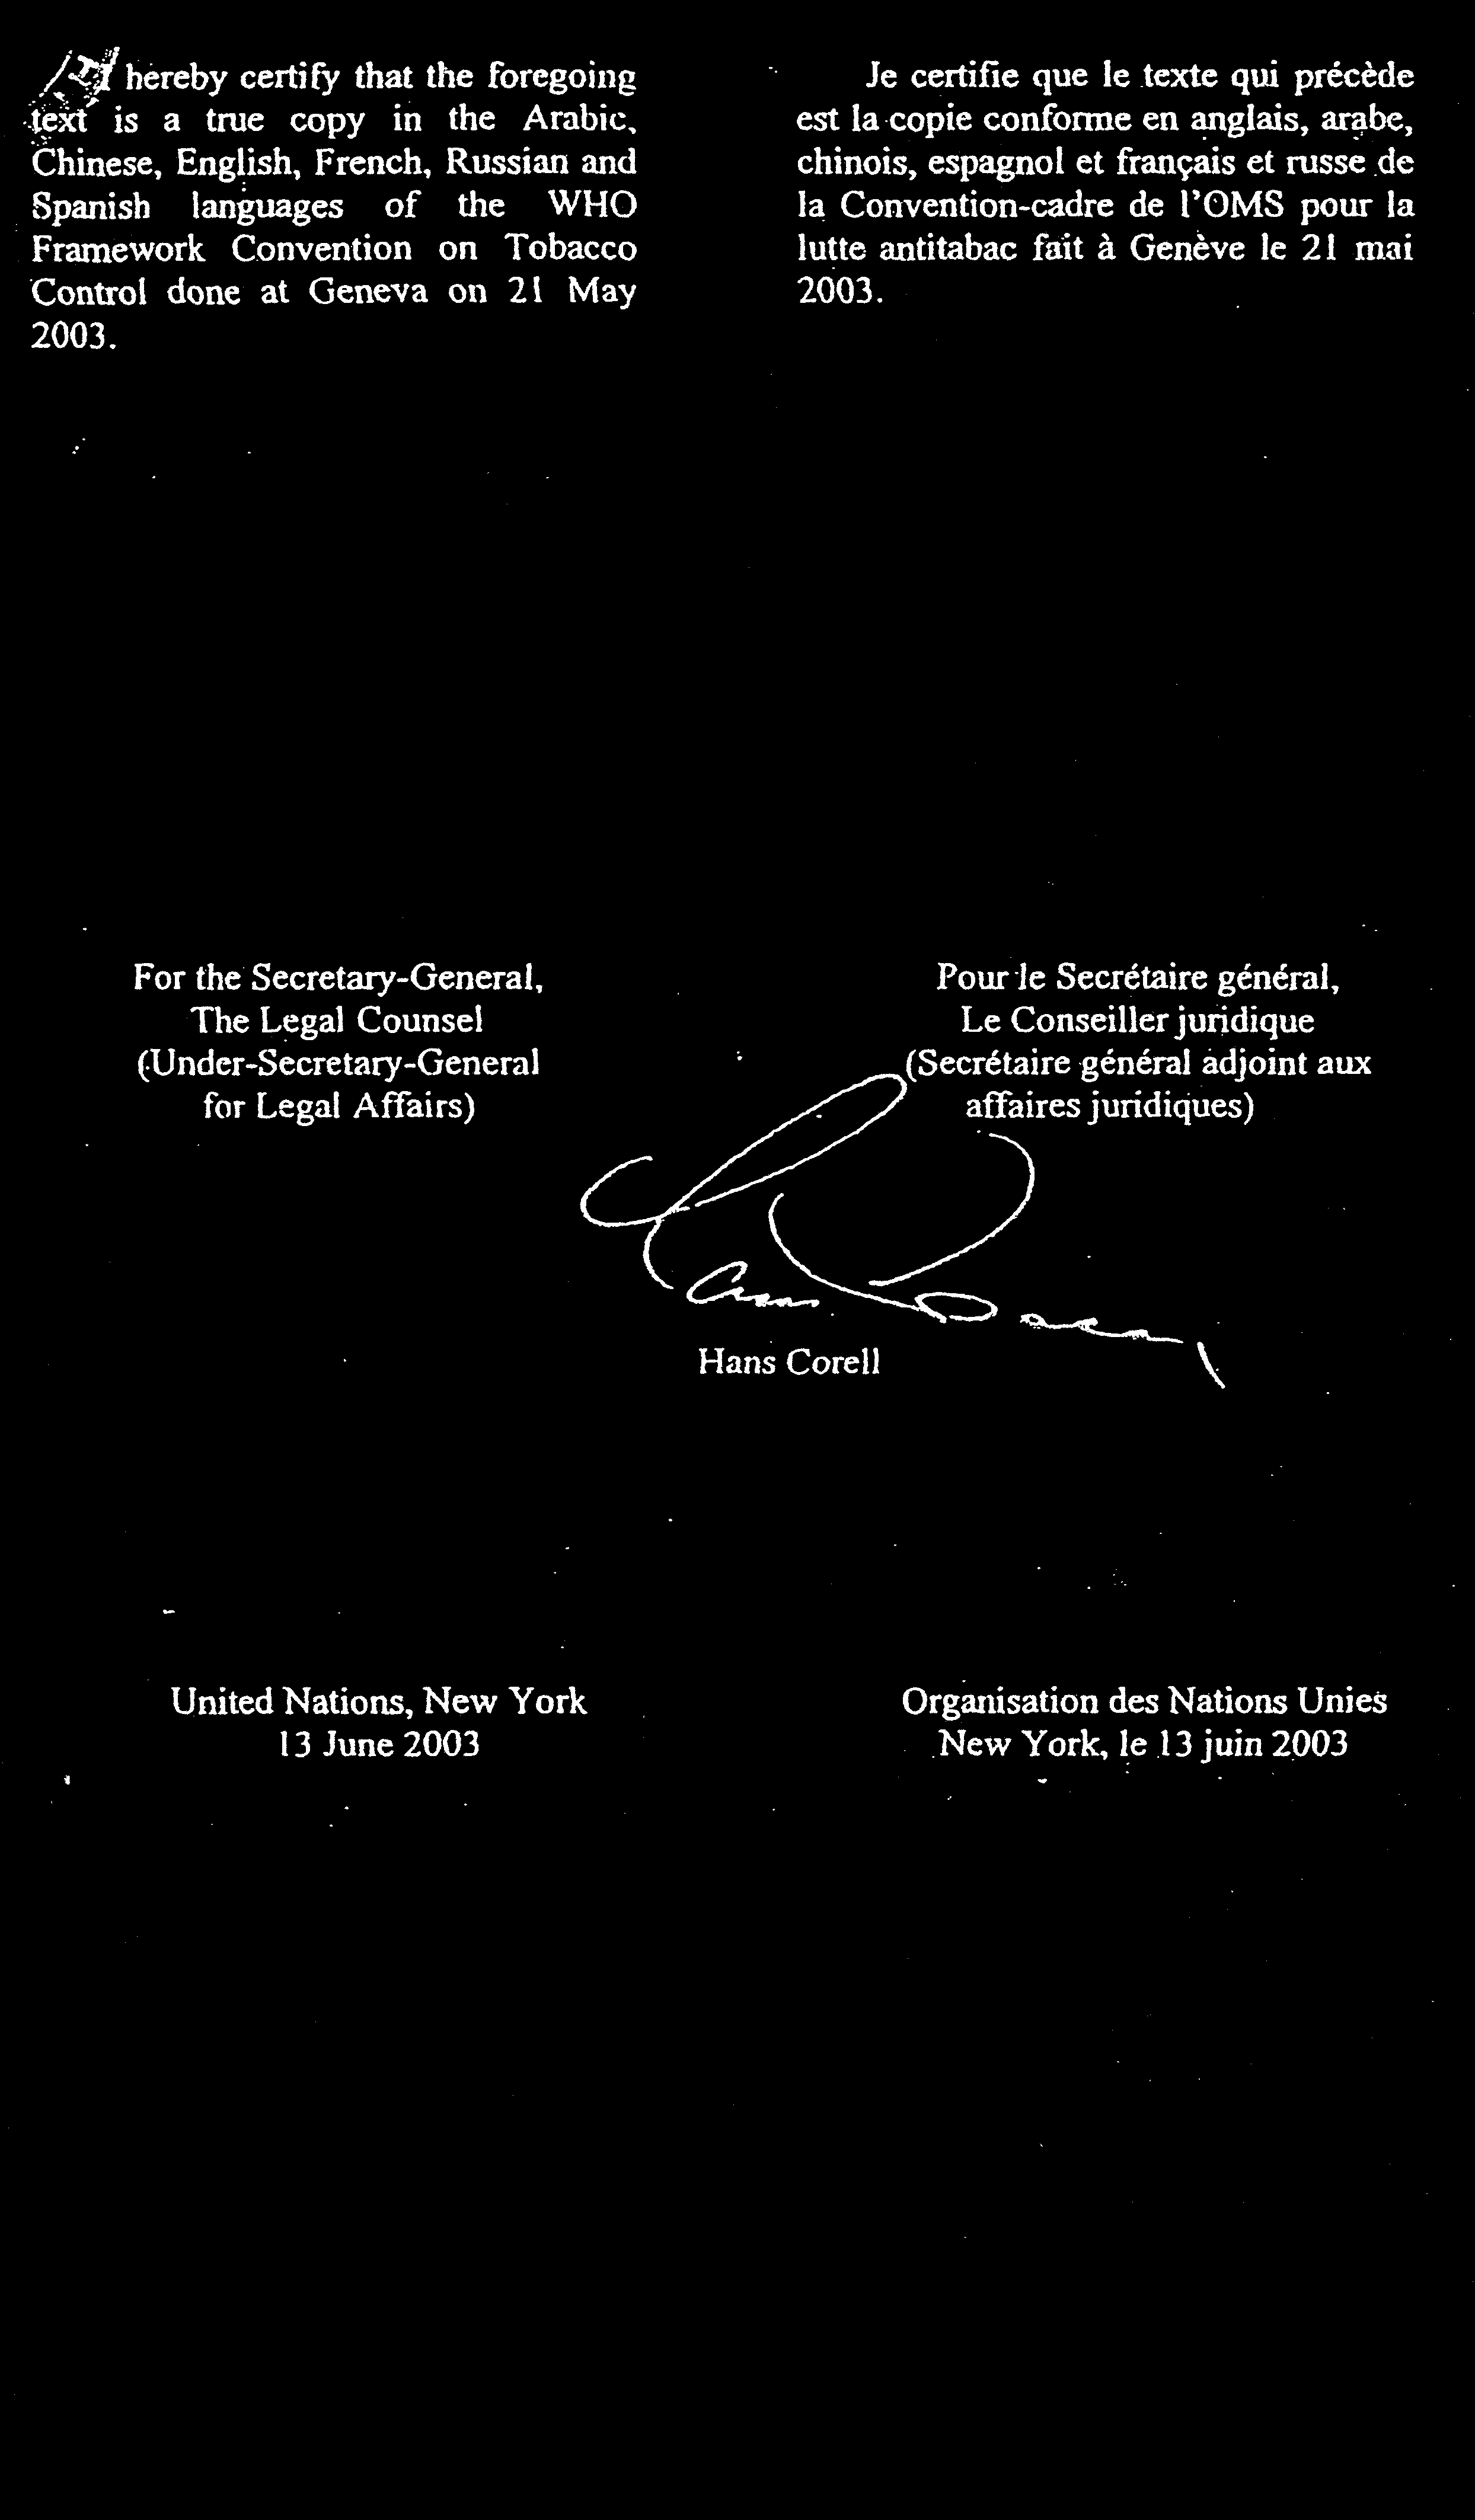 I hereby certify that the foregoing
text is a true copy in the Arabic,
Chinese, English, French, Russian and
Spanish languages of the WHO
Framework Convention on Tobacco
Control done at Geneva on 21 May
2003.
Je certifie que le texte qui précède
est la copie conforme en anglais, arabe,
chinois, espagnol et français et russe de
la Convention-cadre de l'OMS pour la
lutte antitabac fait à Genève le 21 mai
2003.
For the Secretary-General,
The Legal Counsel
(Under-Secretary-General
for Legal Affairs)
Pour le Secrétaire général,
Le Conseiller juridique
(Secrétaire général adjoint aux
affaires juridiques)
Hans Corell
United Nations, New York
13 June 2003
Organisation des Nations Unies
New York, le 13 juin 2003